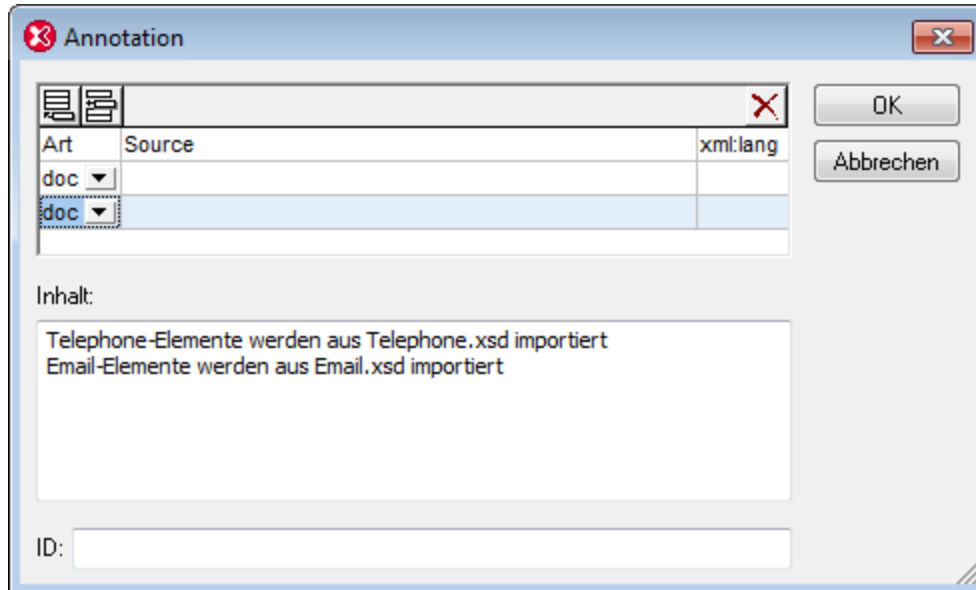 Annotation
OK
Art Source xml:lang
Abbrechen
doc
doc
Inhalt:
Telephone-Elemente werden aus Telephone.xsd importiert
Email-Elemente werden aus Email.xsd importiert
ID: